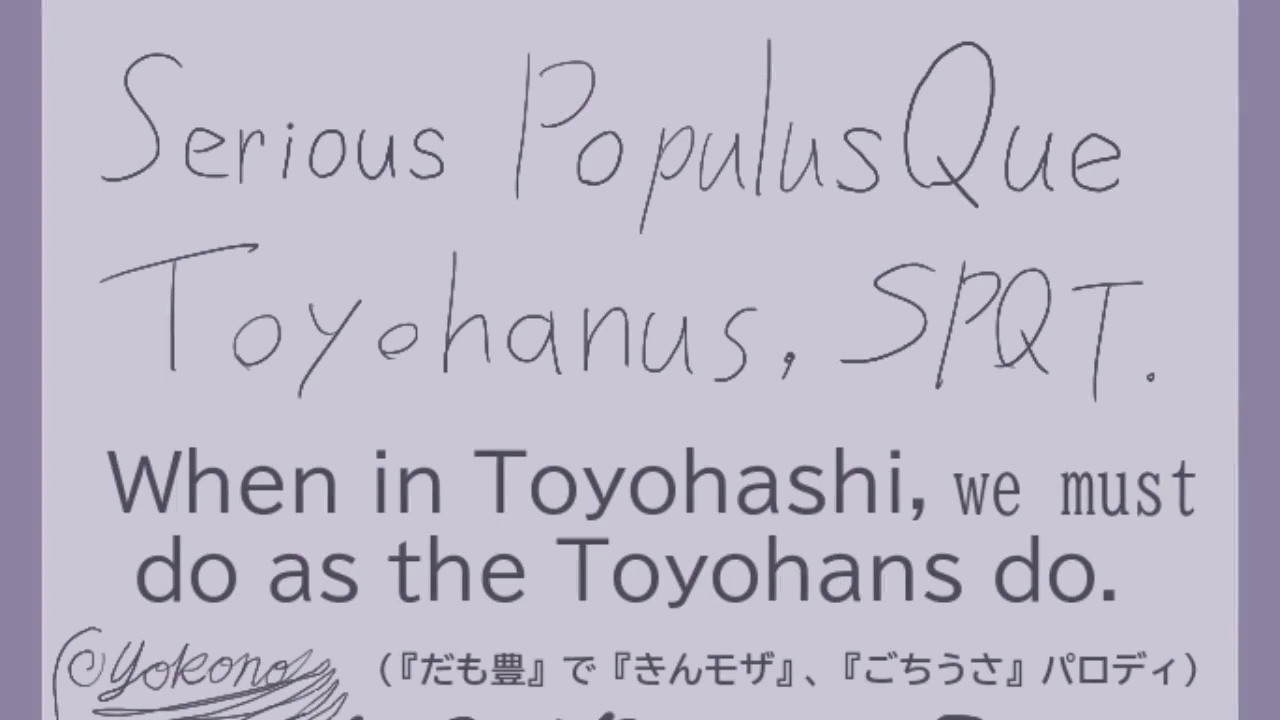 Serious PopulusQue
Toyohanus, SPQT.
When in Toyohashi, we must
do as the Toyohans do.
@yokono
(『だも豊』で『きんモザ』、『ごちうさ』パロディ)